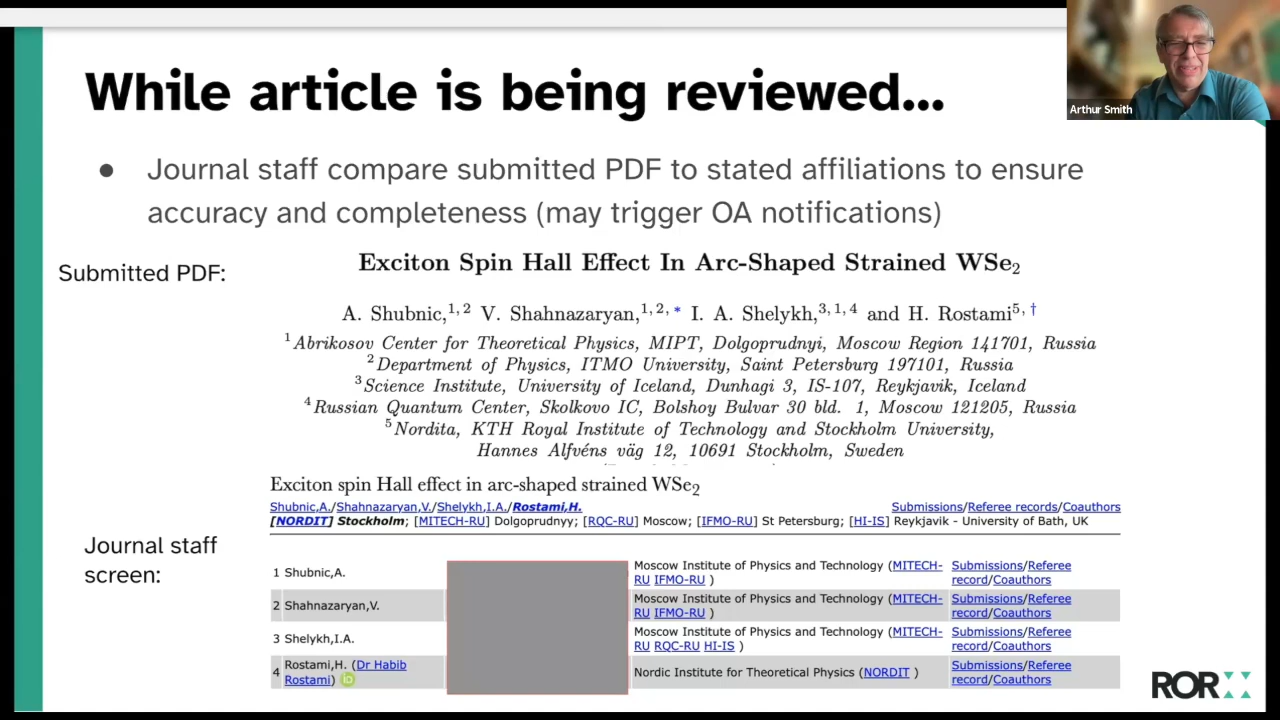 While article is being reviewed...
Arthur Smith
● Journal staff compare submitted PDF to stated affiliations to ensure
accuracy and completeness (may trigger OA notifications)
Submitted PDF:
Exciton Spin Hall Effect In Arc-Shaped Strained WSe₂
A. Shubnic,¹,² V. Shahnazaryan,¹,²,* I. A. Shelykh,³,¹,⁴ and H. Rostami⁵,†
¹Abrikosov Center for Theoretical Physics, MIPT, Dolgoprudnyi, Moscow Region 141701, Russia
²Department of Physics, ITMO University, Saint Petersburg 197101, Russia
³Science Institute, University of Iceland, Dunhagi 3, IS-107, Reykjavik, Iceland
⁴Russian Quantum Center, Skolkovo IC, Bolshoy Bulvar 30 bld. 1, Moscow 121205, Russia
⁵Nordita, KTH Royal Institute of Technology and Stockholm University,
Hannes Alfvéns väg 12, 10691 Stockholm, Sweden
Exciton spin Hall effect in arc-shaped strained WSe₂
Shubnic,A./Shahnazaryan,V./Shelykh,I.A./Rostami,H. Submissions/Referee records/Coauthors
[NORDIT] Stockholm; [MITECH-RU] Dolgoprudnyy; [RQC-RU] Moscow; [IFMO-RU] St Petersburg; [HI-IS] Reykjavik - University of Bath, UK
Journal staff
screen:
1 Shubnic,A. Moscow Institute of Physics and Technology (MITECH-
RU IFMO-RU ) Submissions/Referee
record/Coauthors
2 Shahnazaryan,V. Moscow Institute of Physics and Technology (MITECH-
RU IFMO-RU ) Submissions/Referee
record/Coauthors
3 Shelykh,I.A. Moscow Institute of Physics and Technology (MITECH-
RU RQC-RU HI-IS ) Submissions/Referee
record/Coauthors
4 Rostami,H. (Dr Habib
Rostami) iD Nordic Institute for Theoretical Physics (NORDIT ) Submissions/Referee
record/Coauthors
ROR